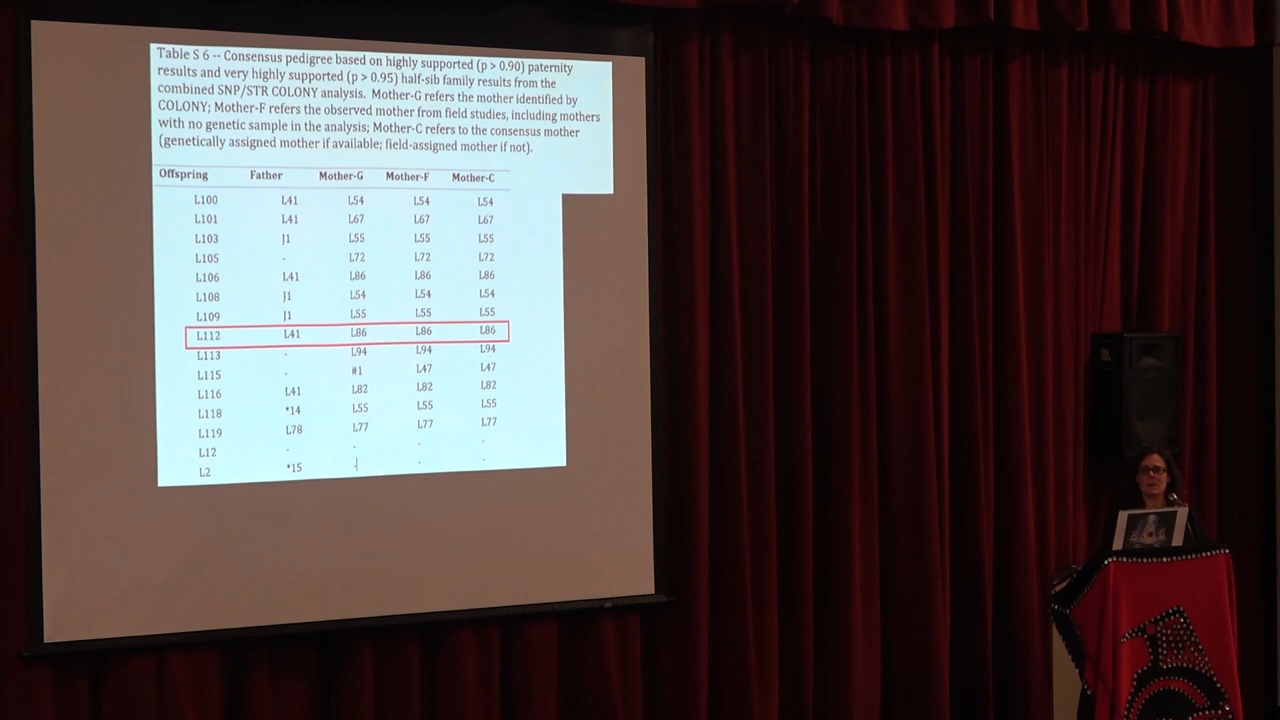 Table S 6 -- Consensus pedigree based on highly supported (p > 0.90) paternity
results and very highly supported (p > 0.95) half-sib family results from the
combined SNP/STR COLONY analysis. Mother-G refers the mother identified by
COLONY; Mother-F refers the observed mother from field studies, including mothers
with no genetic sample in the analysis; Mother-C refers to the consensus mother
(genetically assigned mother if available; field-assigned mother if not).
Offspring Father Mother-G Mother-F Mother-C
L100 L41 L54 L54 L54
L101 L41 L67 L67 L67
L103 J1 L55 L55 L55
L105 - L72 L72 L72
L106 L41 L86 L86 L86
L108 J1 L54 L54 L54
L109 J1 L55 L55 L55
L112 L41 L86 L86 L86
L113 - L94 L94 L94
L115 - #1 L47 L47
L116 L41 L82 L82 L82
L118 *14 L55 L55 L55
L119 L78 L77 L77 L77
L12 - - - -
L2 *15 - - -